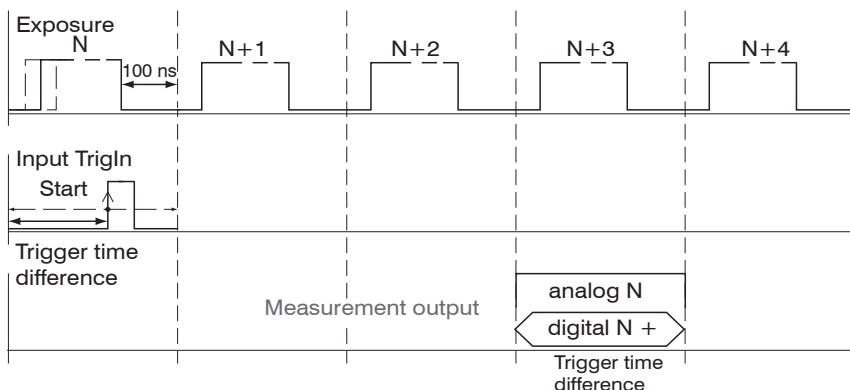 Exposure
N
N+1
N+2
N+3
N+4
100 ns
Input TrigIn
Start
Trigger time
difference
Measurement output
analog N
digital N +
Trigger time
difference